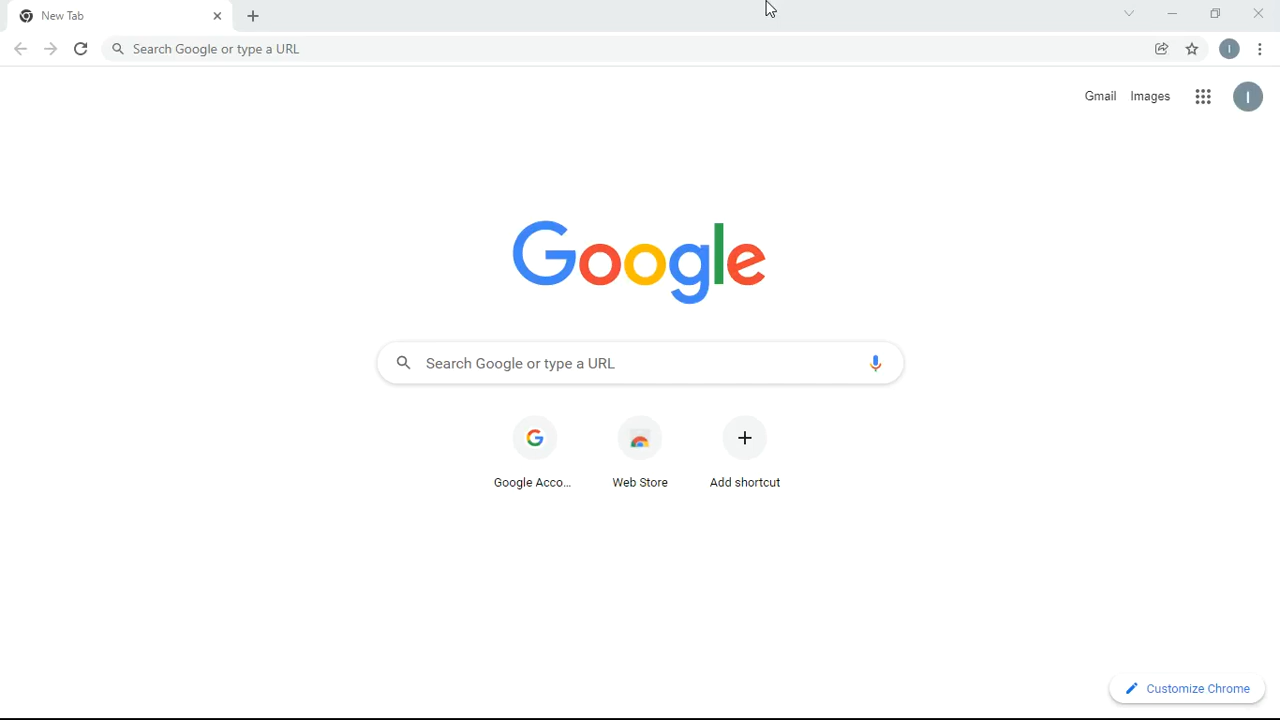 New Tab
Search Google or type a URL
I
Gmail Images
I
Google
Search Google or type a URL
G
Google Acco... Web Store Add shortcut
Customize Chrome